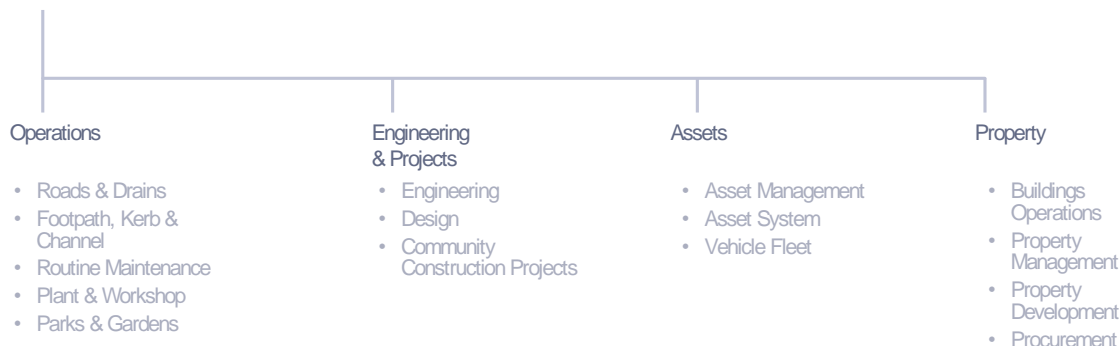 Operations
• Roads & Drains
• Footpath, Kerb &
Channel
• Routine Maintenance
• Plant & Workshop
• Parks & Gardens
Engineering
& Projects
• Engineering
• Design
• Community
Construction Projects
Assets
• Asset Management
• Asset System
• Vehicle Fleet
Property
• Buildings
Operations
• Property
Management
• Property
Development
• Procurement